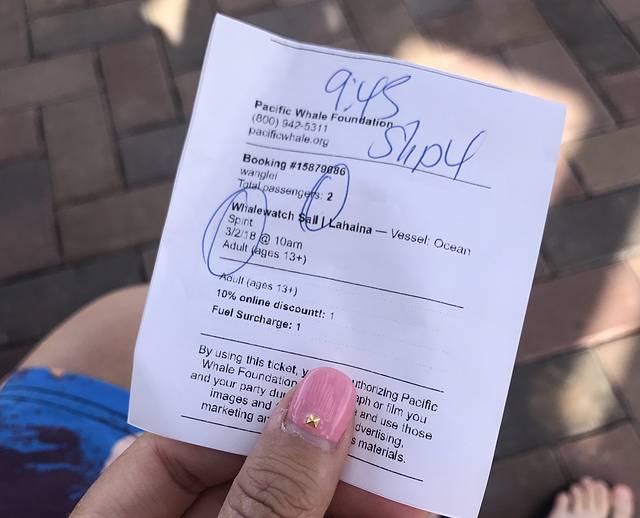 9:45
Slip 4
Pacific Whale Foundation
(800) 942-5311
pacificwhale.org
Booking #15879086
wanglei
Total passengers: 2
Whalewatch Sail | Lahaina — Vessel: Ocean
Spirit
3/2/18 @ 10am
Adult (ages 13+)
Adult (ages 13+)
10% online discount!: 1
Fuel Surcharge: 1
By using this ticket, y uthorizing Pacific
Whale Foundation aph or film you
and your party du e and use those
images and dvertising,
marketing an s materials.